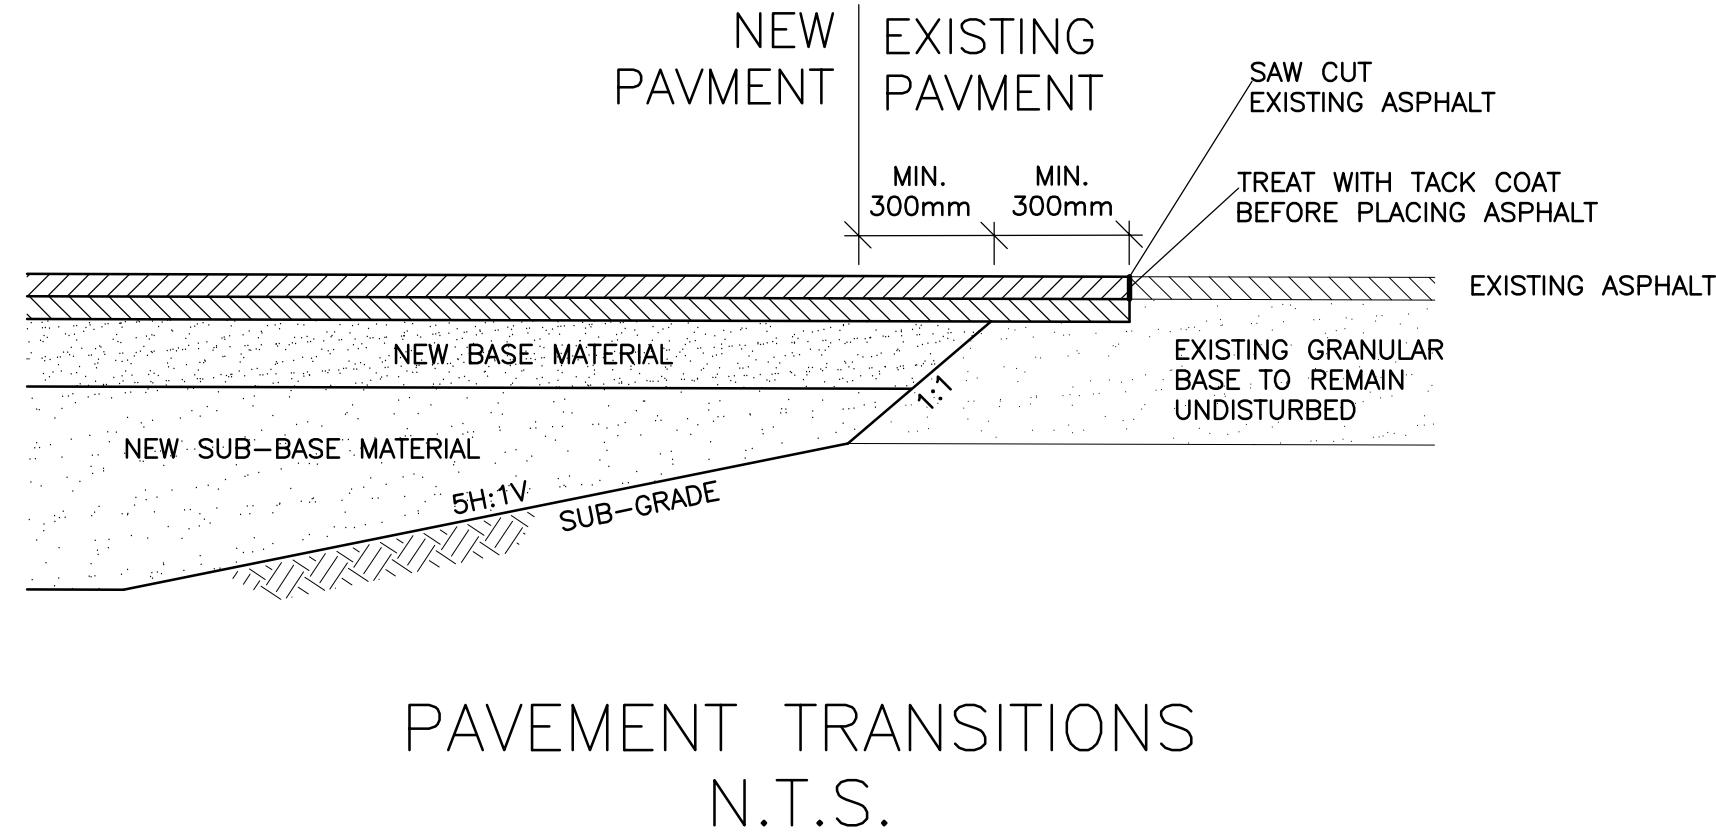 NEW
PAVMENT
EXISTING
PAVMENT
SAW CUT
EXISTING ASPHALT
MIN.
300mm
MIN.
300mm
TREAT WITH TACK COAT
BEFORE PLACING ASPHALT
EXISTING ASPHALT
NEW BASE MATERIAL
EXISTING GRANULAR
BASE TO REMAIN
UNDISTURBED
1:1
NEW SUB-BASE MATERIAL
5H:1V
SUB-GRADE
PAVEMENT TRANSITIONS
N.T.S.